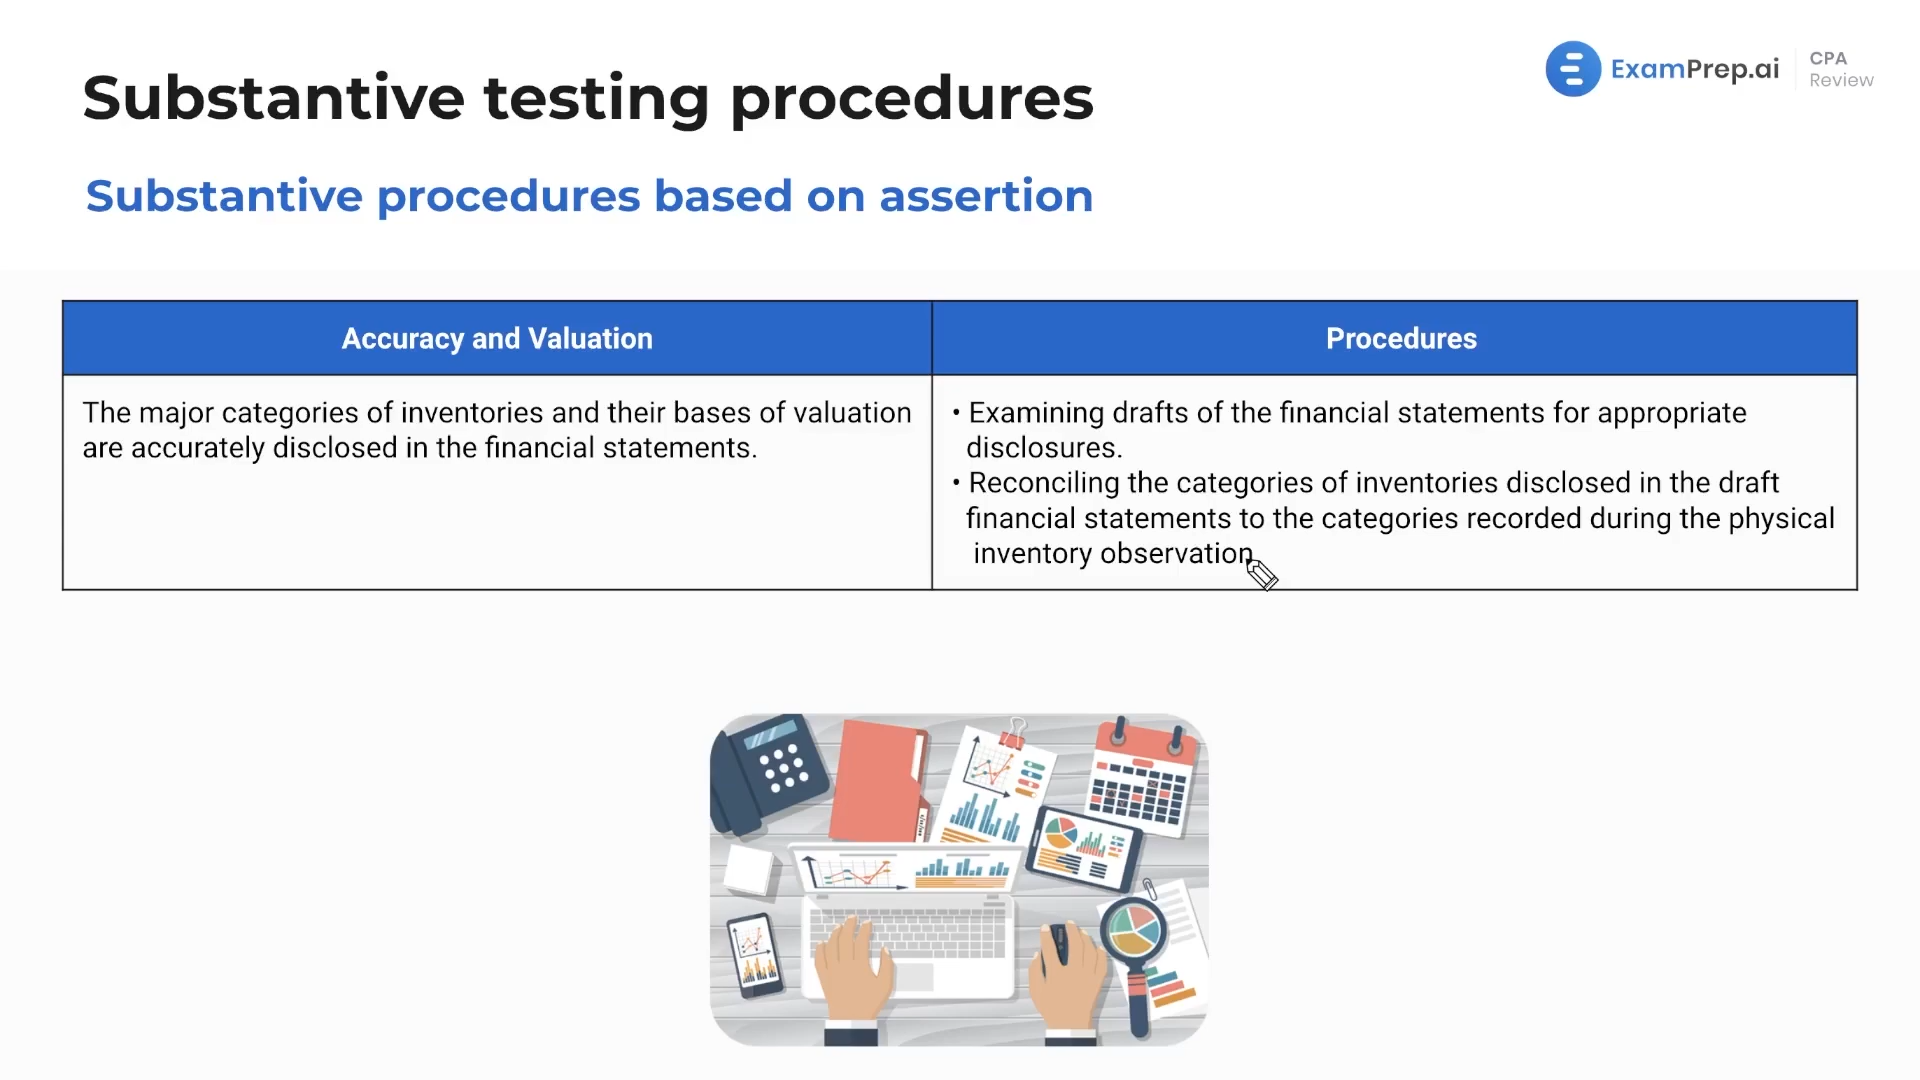 Substantive testing procedures
ExamPrep.ai
CPA
Review
Substantive procedures based on assertion
Accuracy and Valuation
Procedures
The major categories of inventories and their bases of valuation
are accurately disclosed in the financial statements.
• Examining drafts of the financial statements for appropriate
disclosures.
• Reconciling the categories of inventories disclosed in the draft
financial statements to the categories recorded during the physical
inventory observation